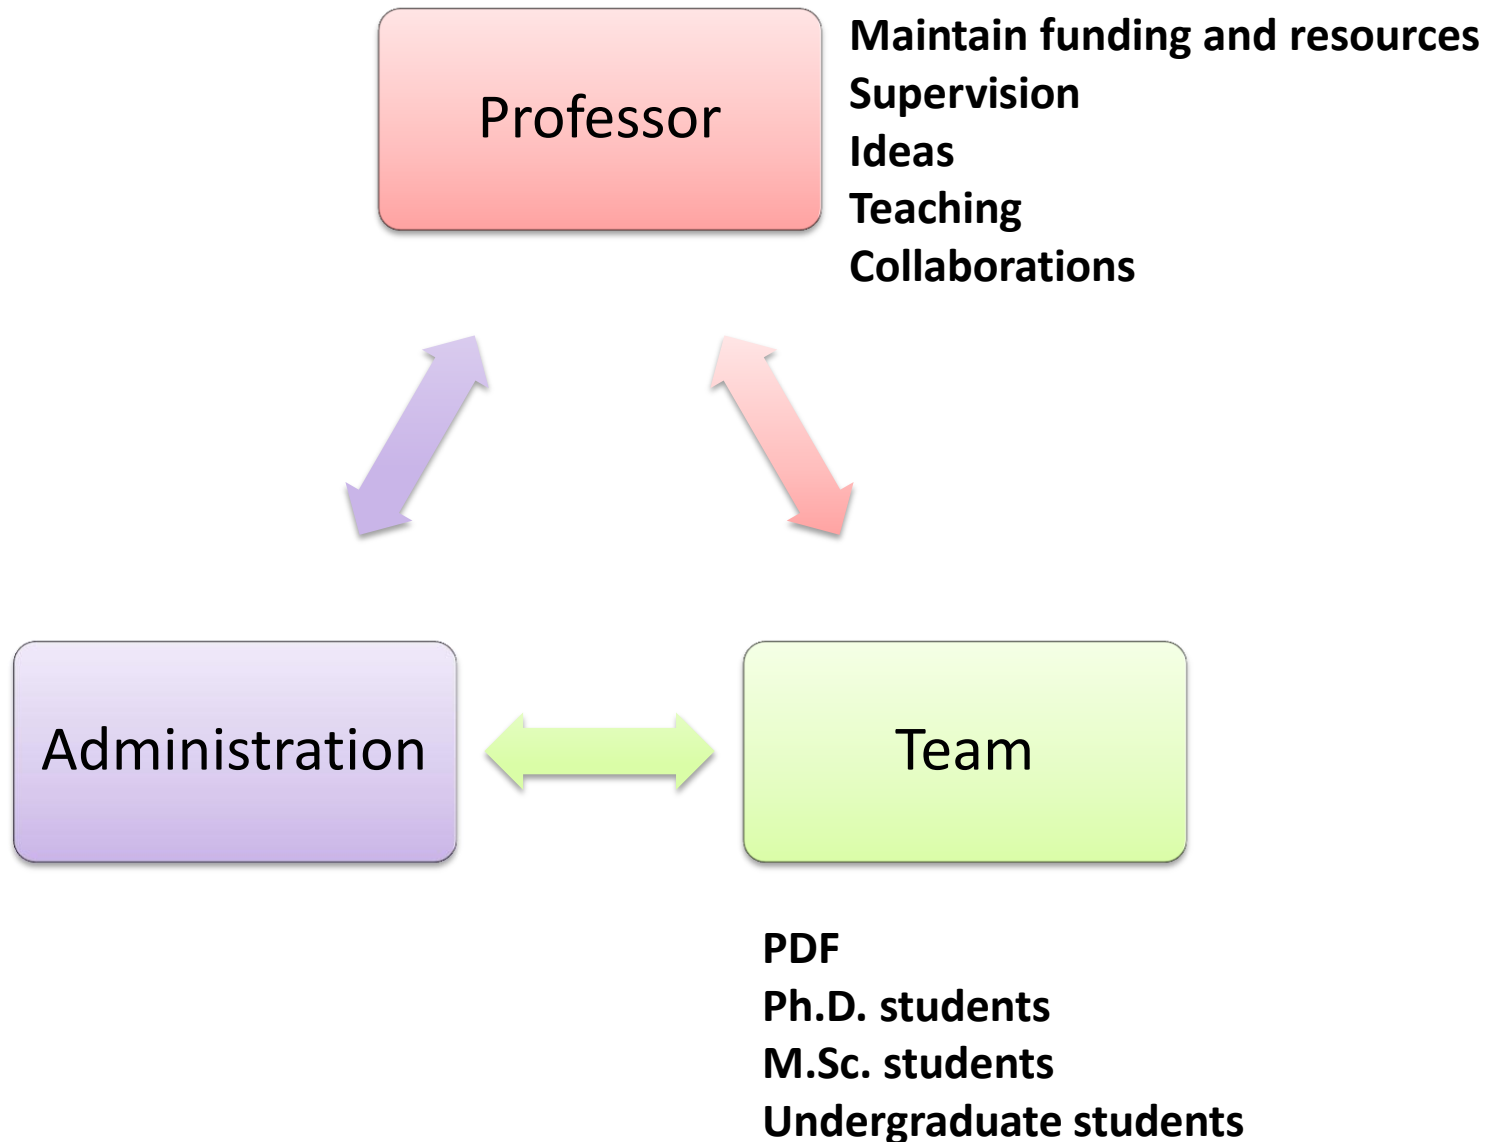 Professor
Maintain funding and resources
Supervision
Ideas
Teaching
Collaborations
Administration
Team
PDF
Ph.D. students
M.Sc. students
Undergraduate students